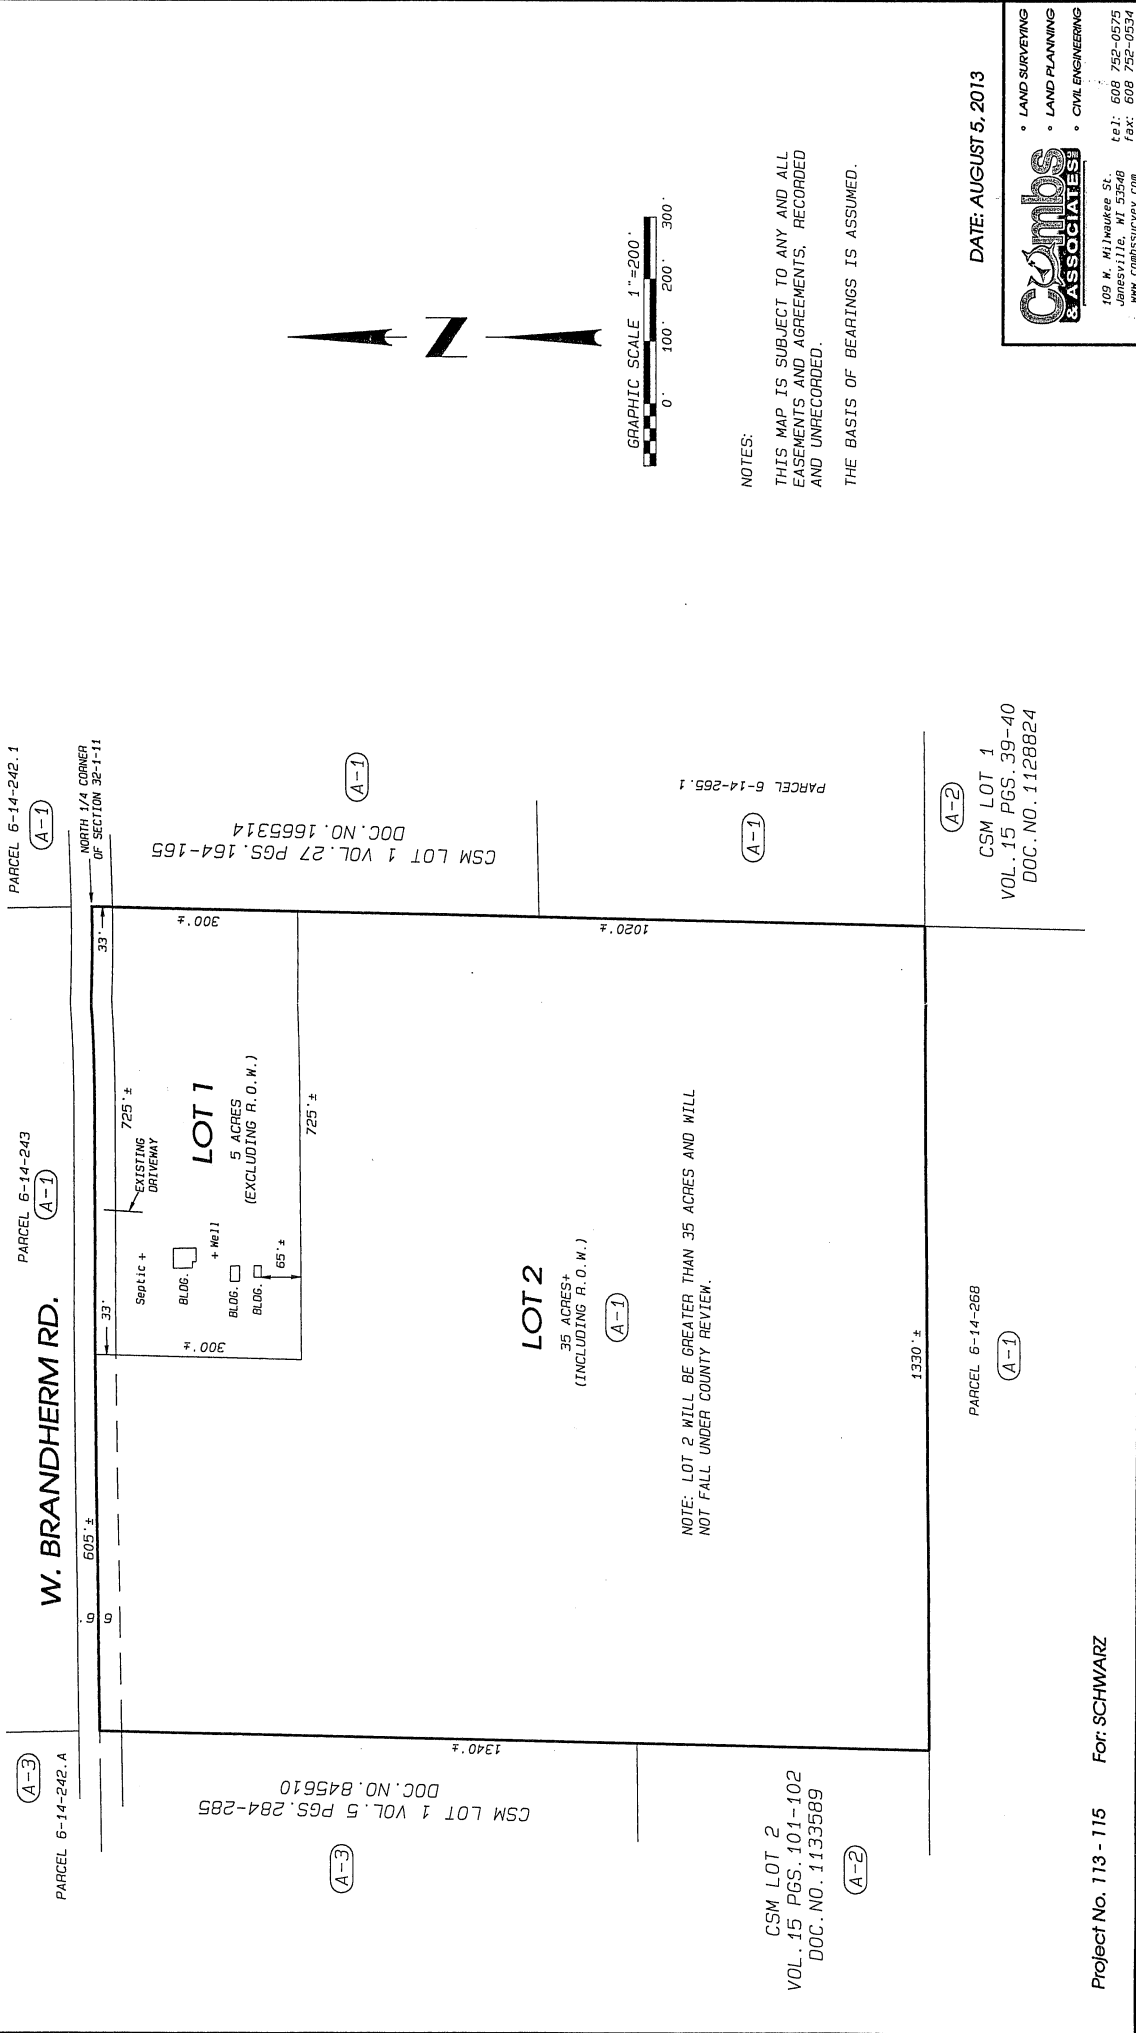 PARCEL 6-14-242.A
(A-3)
W. BRANDHERM RD.
PARCEL 6-14-243
(A-1)
PARCEL 6-14-242.1
(A-1)
NORTH 1/4 CORNER
OF SECTION 32-1-11
605'±
33'
33'
725'±
EXISTING
DRIVEWAY
Septic +
BLDG.
+ Well
BLDG.
BLDG.
65'±
300'±
300'±
LOT 1
5 ACRES
(EXCLUDING R.O.W.)
725'±
CSM LOT 1 VOL.5 PGS.284-285
DOC.NO.845610
(A-3)
1340'±
LOT 2
35 ACRES+
(INCLUDING R.O.W.)
(A-1)
NOTE: LOT 2 WILL BE GREATER THAN 35 ACRES AND WILL
NOT FALL UNDER COUNTY REVIEW.
1020'±
CSM LOT 1 VOL.27 PGS.164-165
DOC.NO.1665314
(A-1)
PARCEL 6-14-265.1
(A-1)
CSM LOT 2
VOL.15 PGS.101-102
DOC.NO.1133589
(A-2)
1330'±
PARCEL 6-14-268
(A-1)
(A-2)
CSM LOT 1
VOL.15 PGS.39-40
DOC.NO.1128824
N
GRAPHIC SCALE 1"=200'
0' 100' 200' 300'
NOTES:
THIS MAP IS SUBJECT TO ANY AND ALL
EASEMENTS AND AGREEMENTS, RECORDED
AND UNRECORDED.
THE BASIS OF BEARINGS IS ASSUMED.
DATE: AUGUST 5, 2013
Project No. 113 - 115 For: SCHWARZ
Combs
& ASSOCIATES INC
• LAND SURVEYING
• LAND PLANNING
• CIVIL ENGINEERING
109 W. Milwaukee St.
Janesville, WI 53548
www.combssurvey.com
tel: 608 752-0575
fax: 608 752-0534